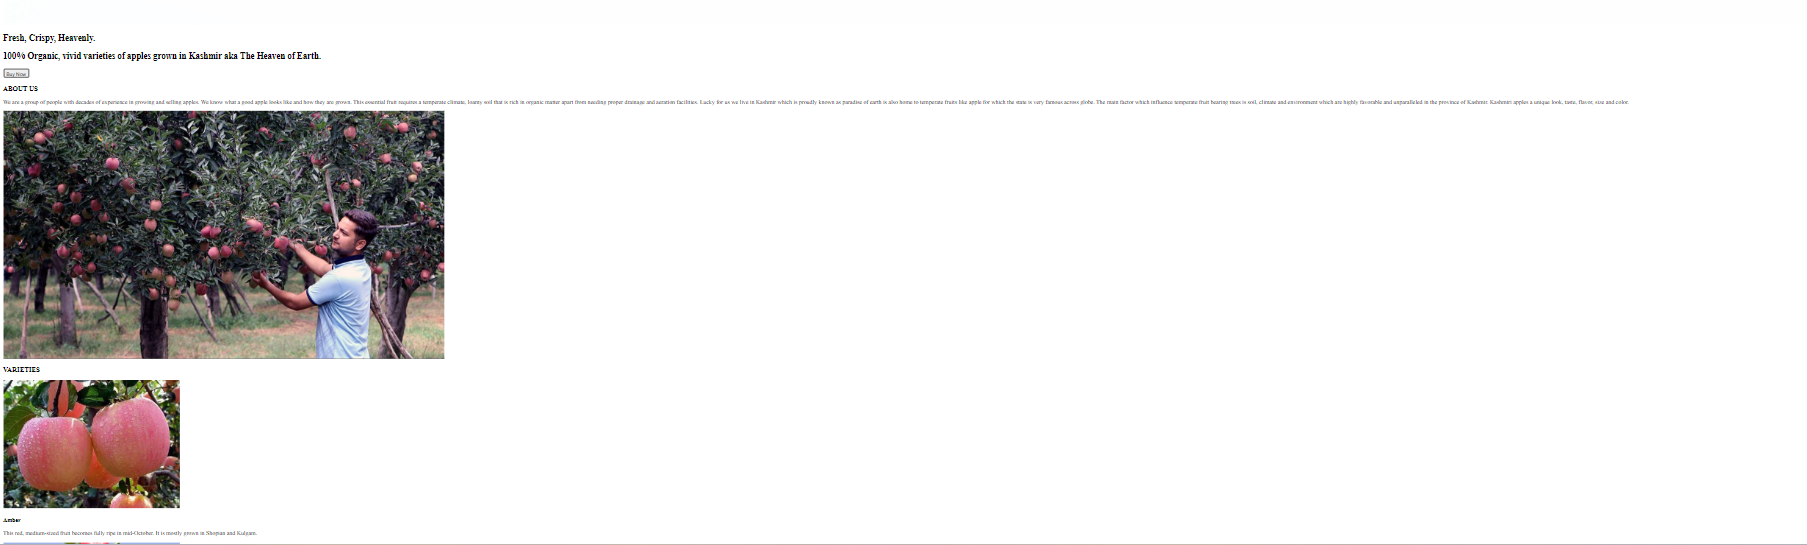 Fresh, Crispy, Heavenly.
100% Organic, vivid varieties of apples grown in Kashmir aka The Heaven of Earth.
Buy Now
ABOUT US
We are a group of people with decades of experience in growing and selling apples. We know what a good apple looks like and how they are grown. This essential fruit requires a temperate climate, loamy soil that is rich in organic matter apart from needing proper drainage and aeration facilities. Lucky for us we live in Kashmir which is proudly known as paradise of earth is also home to temperate fruits like apple for which the state is very famous across globe. The main factor which influence temperate fruit bearing trees is soil, climate and environment which are highly favorable and unparalleled in the province of Kashmir. Kashmiri apples a unique look, taste, flavor, size and color.
VARIETIES
Amber
This red, medium-sized fruit becomes fully ripe in mid-October. It is mostly grown in Shopian and Kulgam.